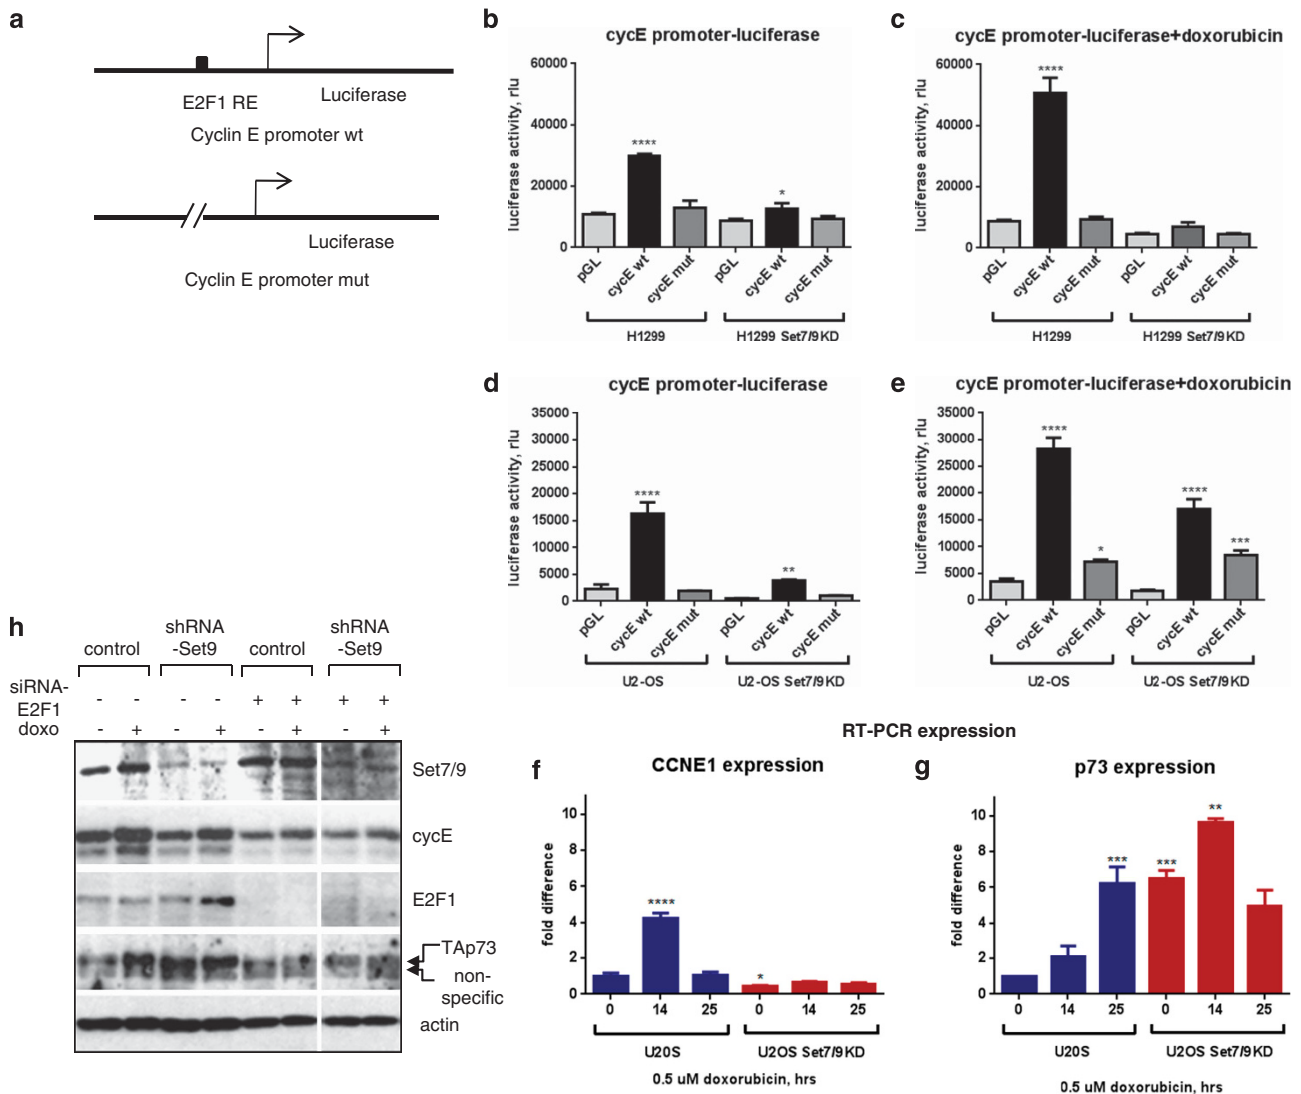 a
E2F1 RE
Luciferase
Cyclin E promoter wt
Luciferase
Cyclin E promoter mut
b
cycE promoter-luciferase
luciferase activity, rlu
60000
40000
20000
0
****
*
pGL
cycE wt
cycE mut
pGL
cycE wt
cycE mut
H1299
H1299 Set7/9KD
c
cycE promoter-luciferase+doxorubicin
luciferase activity, rlu
60000
40000
20000
0
****
pGL
cycE wt
cycE mut
pGL
cycE wt
cycE mut
H1299
H1299 Set7/9KD
d
cycE promoter-luciferase
luciferase activity, rlu
35000
30000
25000
20000
15000
10000
5000
0
****
**
pGL
cycE wt
cycE mut
pGL
cycE wt
cycE mut
U2-OS
U2-OS Set7/9KD
e
cycE promoter-luciferase+doxorubicin
luciferase activity, rlu
35000
30000
25000
20000
15000
10000
5000
0
****
*
****
***
pGL
cycE wt
cycE mut
pGL
cycE wt
cycE mut
U2-OS
U2-OS Set7/9KD
h
control
shRNA
-Set9
control
shRNA
-Set9
siRNA-
E2F1
- - - - + + + +
doxo
- + - + - + - +
Set7/9
cycE
E2F1
TAp73
non-
specific
actin
RT-PCR expression
f
CCNE1 expression
fold difference
10
8
6
4
2
0
****
*
0 14 25 0 14 25
U20S
U2OS Set7/9KD
0.5 uM doxorubicin, hrs
g
p73 expression
fold difference
10
8
6
4
2
0
***
***
**
0 14 25 0 14 25
U20S
U2OS Set7/9KD
0.5 uM doxorubicin, hrs